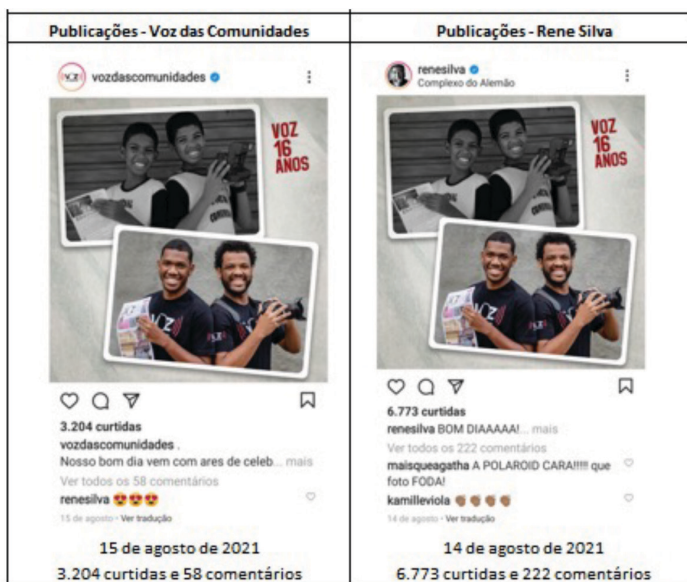 Publicações - Voz das Comunidades
vozdascomunidades
VOZ
16
ANOS
3.204 curtidas
vozdascomunidades .
Nosso bom dia vem com ares de celeb... mais
Ver todos os 58 comentários
renesilva 😍😍😍
15 de agosto • Ver tradução
15 de agosto de 2021
3.204 curtidas e 58 comentários
Publicações - Rene Silva
renesilva
Complexo do Alemão
VOZ
16
ANOS
6.773 curtidas
renesilva BOM DIAAAAA!... mais
Ver todos os 222 comentários
maisqueagatha A POLAROID CARA!!!!! que
foto FODA!
kamilleviola 👏🏽👏🏽👏🏽👏🏽
14 de agosto • Ver tradução
14 de agosto de 2021
6.773 curtidas e 222 comentários